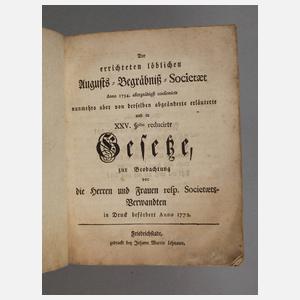 Der
errichteten löblichen
Augusts-Begräbniß-Societæt
Anno 1734. allergnädigst confirmirte
nunmehro aber von derselben abgeänderte erläuterte
und in
XXV. reducirte
Gesetze,
zur Beobachtung
vor
die Herren und Frauen resp. Societæts-
Verwandten
in Druck befördert Anno 1772.
Friedrichstadt,
gedruckt bey Johann Martin Lehmann.